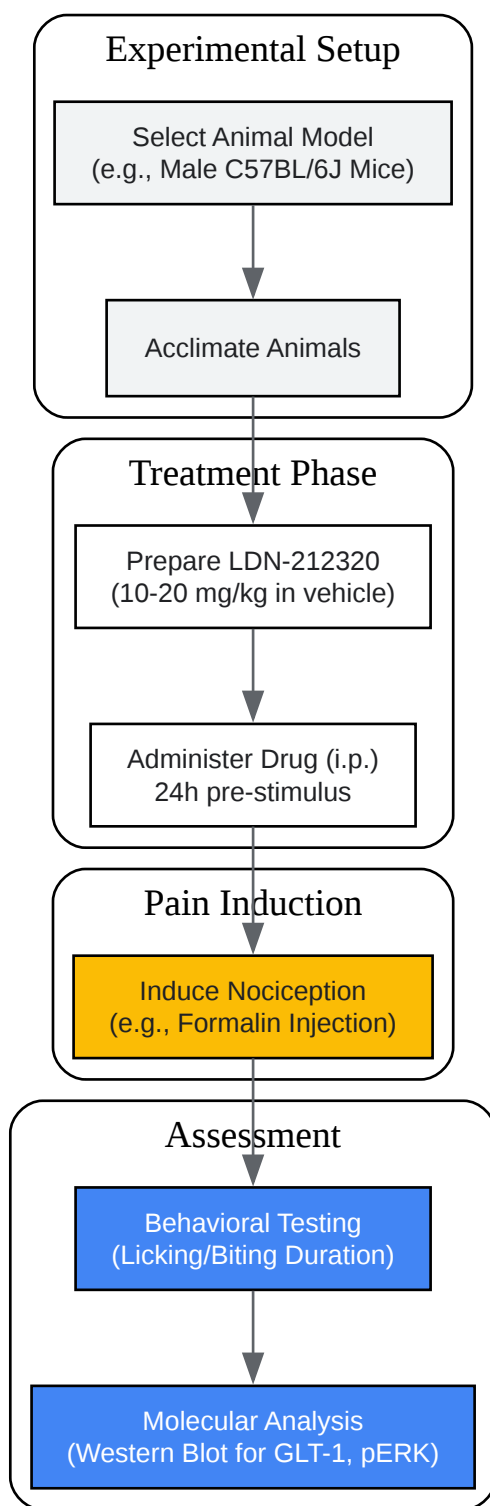 Experimental Setup
Select Animal Model
(e.g., Male C57BL/6J Mice)
Acclimate Animals
Treatment Phase
Prepare LDN-212320
(10-20 mg/kg in vehicle)
Administer Drug (i.p.)
24h pre-stimulus
Pain Induction
Induce Nociception
(e.g., Formalin Injection)
Assessment
Behavioral Testing
(Licking/Biting Duration)
Molecular Analysis
(Western Blot for GLT-1, pERK)